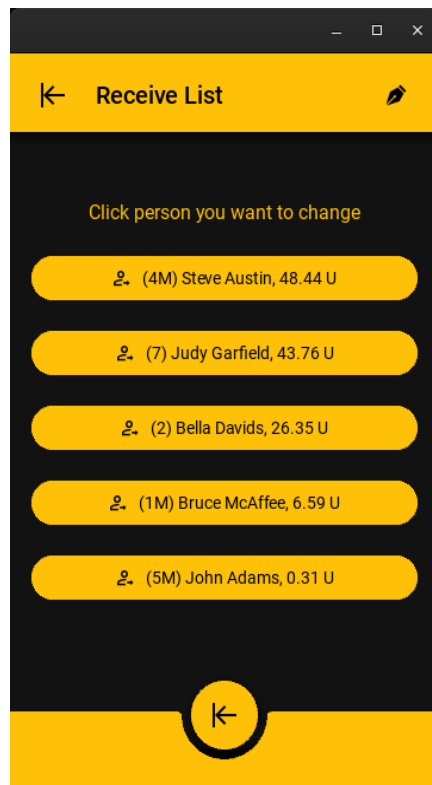 Receive List
Click person you want to change
(4M) Steve Austin, 48.44 U
(7) Judy Garfield, 43.76 U
(2) Bella Davids, 26.35 U
(1M) Bruce McAffee, 6.59 U
(5M) John Adams, 0.31 U